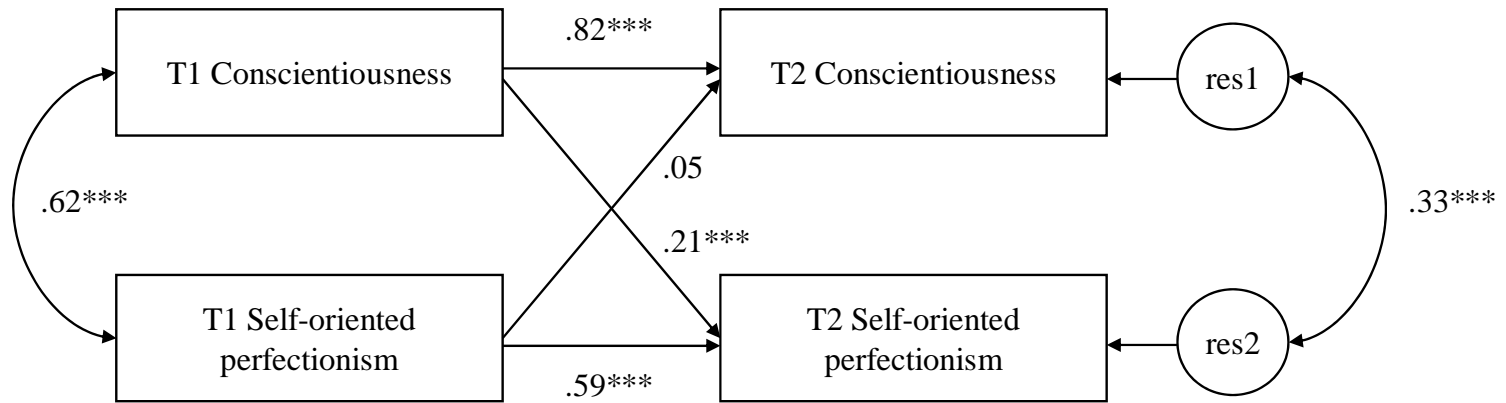 .82***
T1 Conscientiousness
T2 Conscientiousness
res1
.05
.62***
.33***
.21***
T1 Self-oriented
perfectionism
T2 Self-oriented
perfectionism
res2
.59***